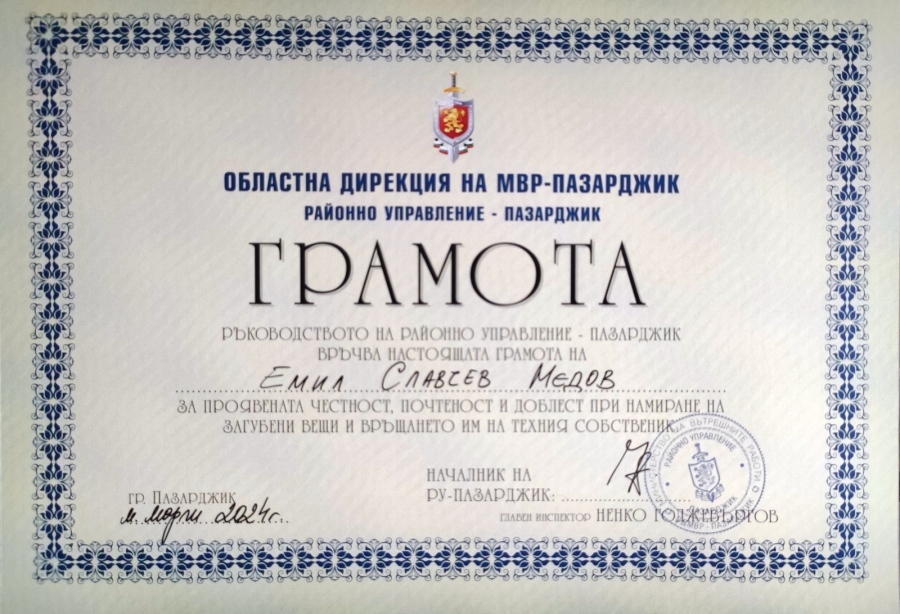 ОБЛАСТНА ДИРЕКЦИЯ НА МВР-ПАЗАРДЖИК
РАЙОННО УПРАВЛЕНИЕ - ПАЗАРДЖИК
ГРАМОТА
РЪКОВОДСТВОТО НА РАЙОННО УПРАВЛЕНИЕ - ПАЗАРДЖИК
ВРЪЧВА НАСТОЯЩАТА ГРАМОТА НА
Емил Славчев Медов
ЗА ПРОЯВЕНАТА ЧЕСТНОСТ, ПОЧТЕНОСТ И ДОБЛЕСТ ПРИ НАМИРАНЕ НА
ЗАГУБЕНИ ВЕЩИ И ВРЪЩАНЕТО ИМ НА ТЕХНИЯ СОБСТВЕНИК.
НАЧАЛНИК НА
РУ-ПАЗАРДЖИК:
ГЛАВЕН ИНСПЕКТОР НЕНКО ГОДЖЕВЪРГОВ
ГР. ПАЗАРДЖИК
м. март 2024г.
РАЙОННО УПРАВЛЕНИЕ